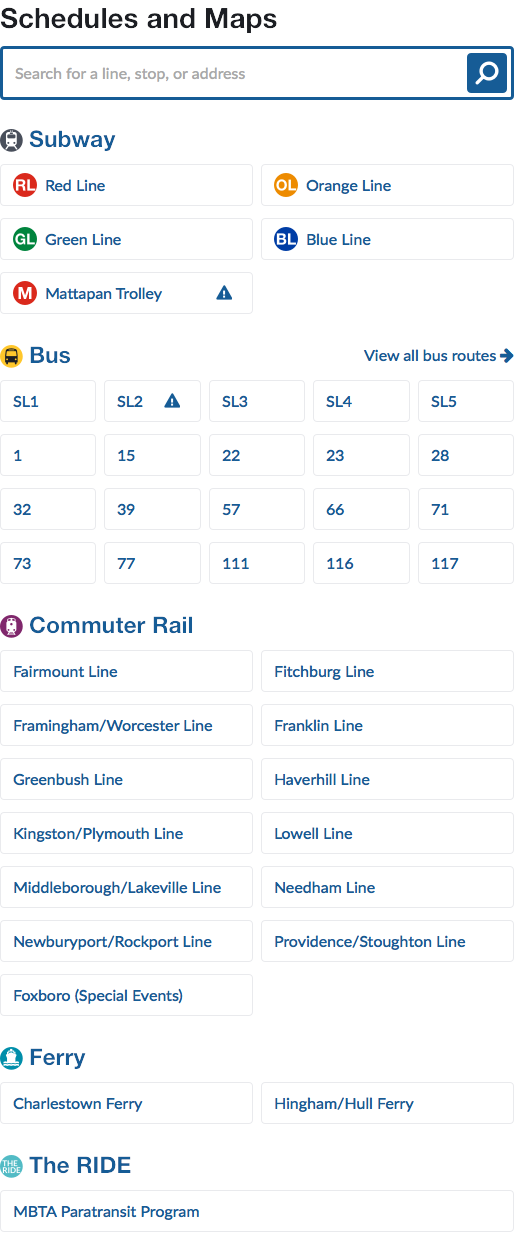 Schedules and Maps
Search for a line, stop, or address
Subway
RL Red Line
OL Orange Line
GL Green Line
BL Blue Line
M Mattapan Trolley
Bus
View all bus routes
SL1
SL2
SL3
SL4
SL5
1
15
22
23
28
32
39
57
66
71
73
77
111
116
117
Commuter Rail
Fairmount Line
Fitchburg Line
Framingham/Worcester Line
Franklin Line
Greenbush Line
Haverhill Line
Kingston/Plymouth Line
Lowell Line
Middleborough/Lakeville Line
Needham Line
Newburyport/Rockport Line
Providence/Stoughton Line
Foxboro (Special Events)
Ferry
Charlestown Ferry
Hingham/Hull Ferry
THE
RIDE
The RIDE
MBTA Paratransit Program